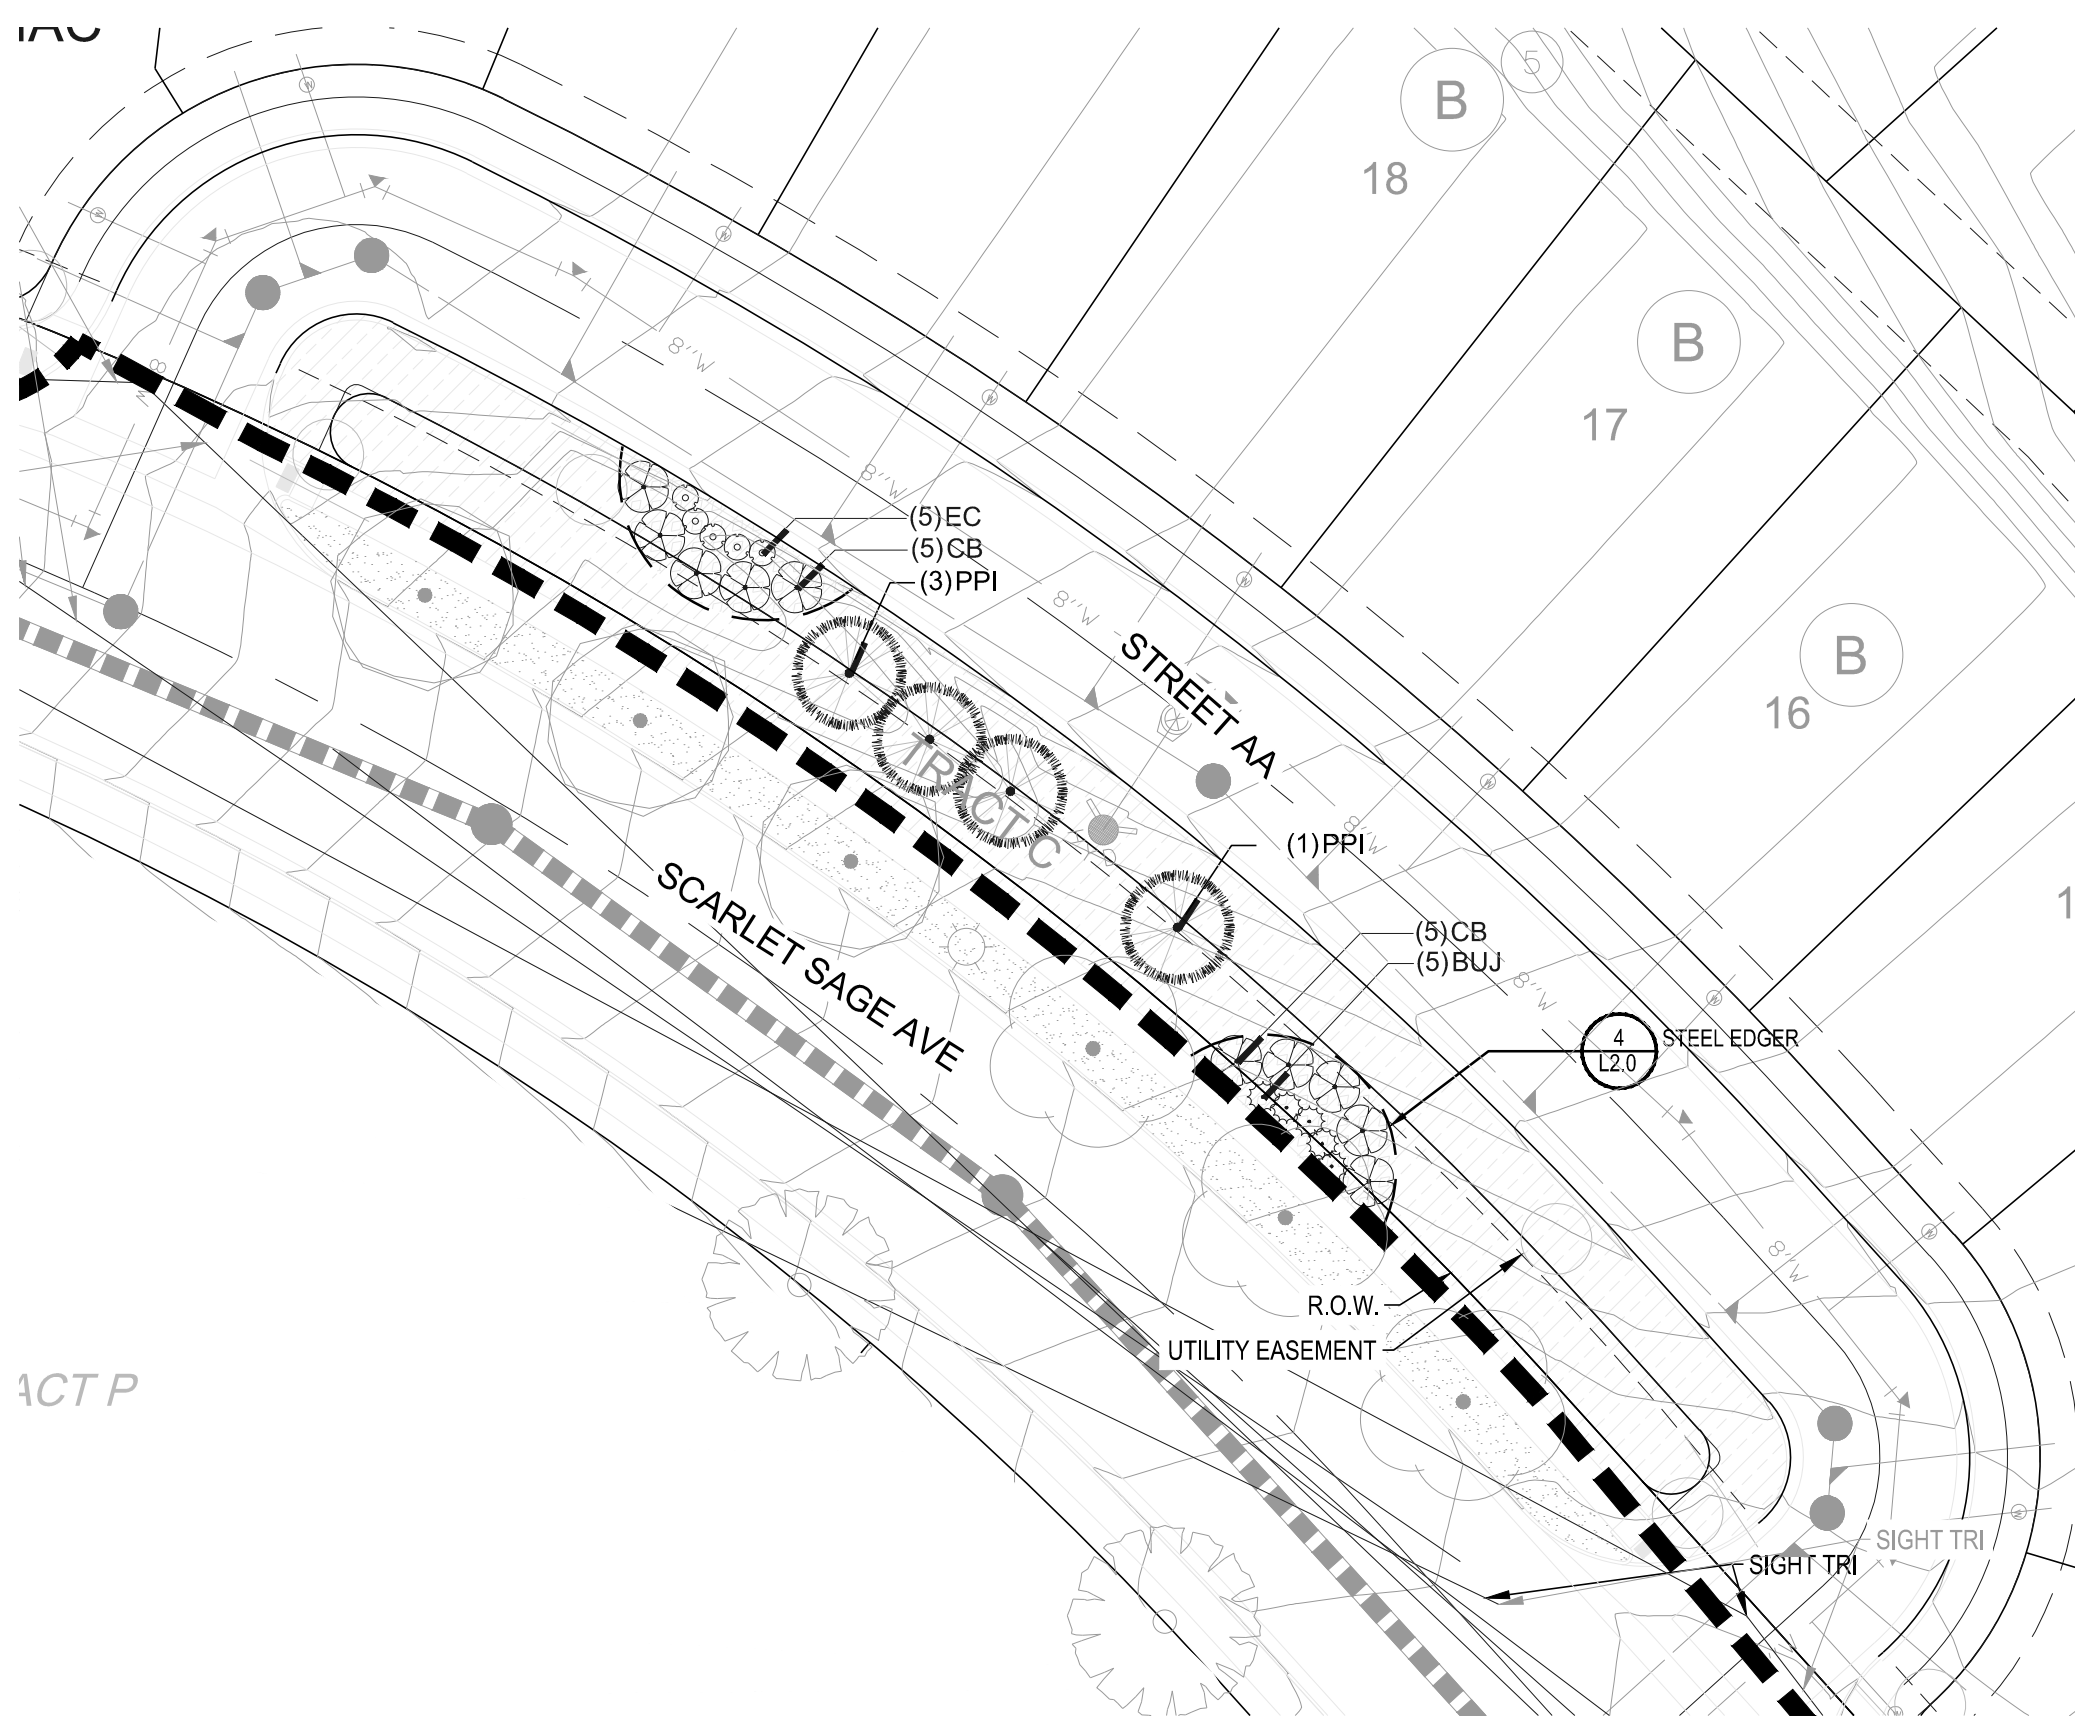 B
5
18
B
17
8"W
8"W
(5)EC
(5)CB
(3)PPI
8"W
STREET AA
B
16
TRACT C
8"W
(1)PPI
SCARLET SAGE AVE
(5)CB
(5)BUJ
8"W
4
L2.0
STEEL EDGER
8"W
R.O.W.
UTILITY EASEMENT
ACT P
SIGHT TRI
SIGHT TRI